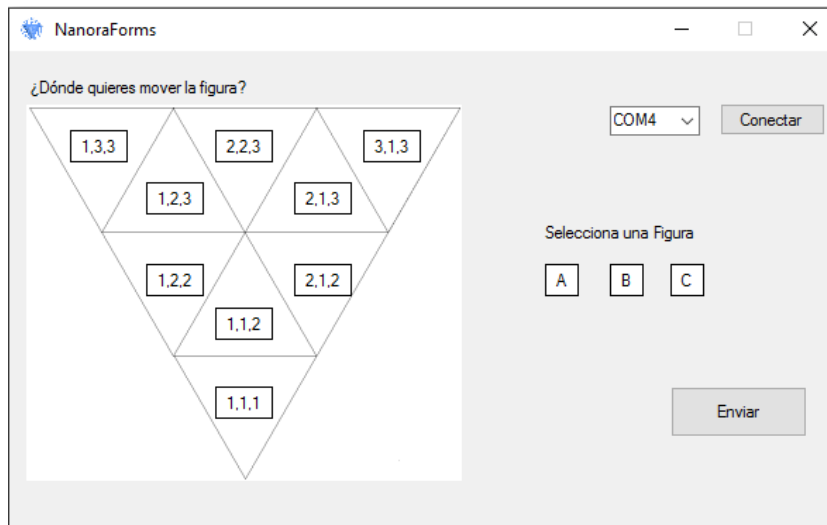 NanoraForms
¿Dónde quieres mover la figura?
COM4
Conectar
1,3,3
2,2,3
3,1,3
1,2,3
2,1,3
Selecciona una Figura
A B C
1,2,2
2,1,2
1,1,2
1,1,1
Enviar